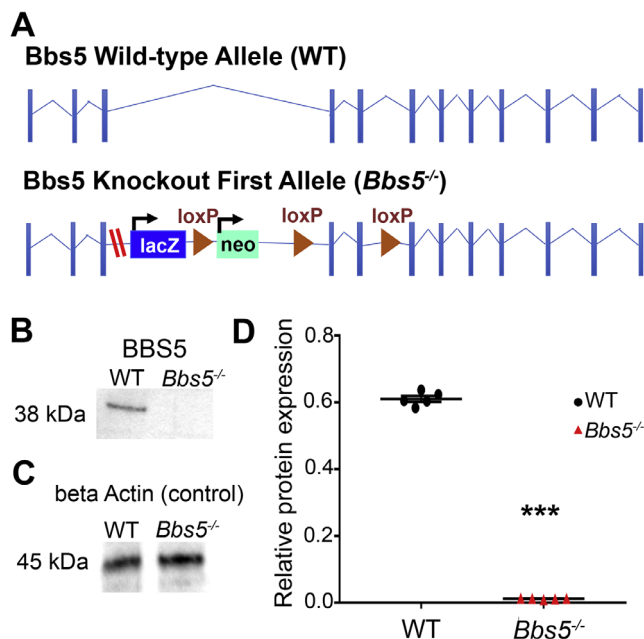 A
Bbs5 Wild-type Allele (WT)
Bbs5 Knockout First Allele (Bbs5-/-)
loxP loxP loxP
lacZ neo
B
BBS5
WT Bbs5-/-
38 kDa
C
beta Actin (control)
WT Bbs5-/-
45 kDa
D
Relative protein expression
0.8
0.6
0.4
0.2
0.0
WT
Bbs5-/-
***
WT Bbs5-/-